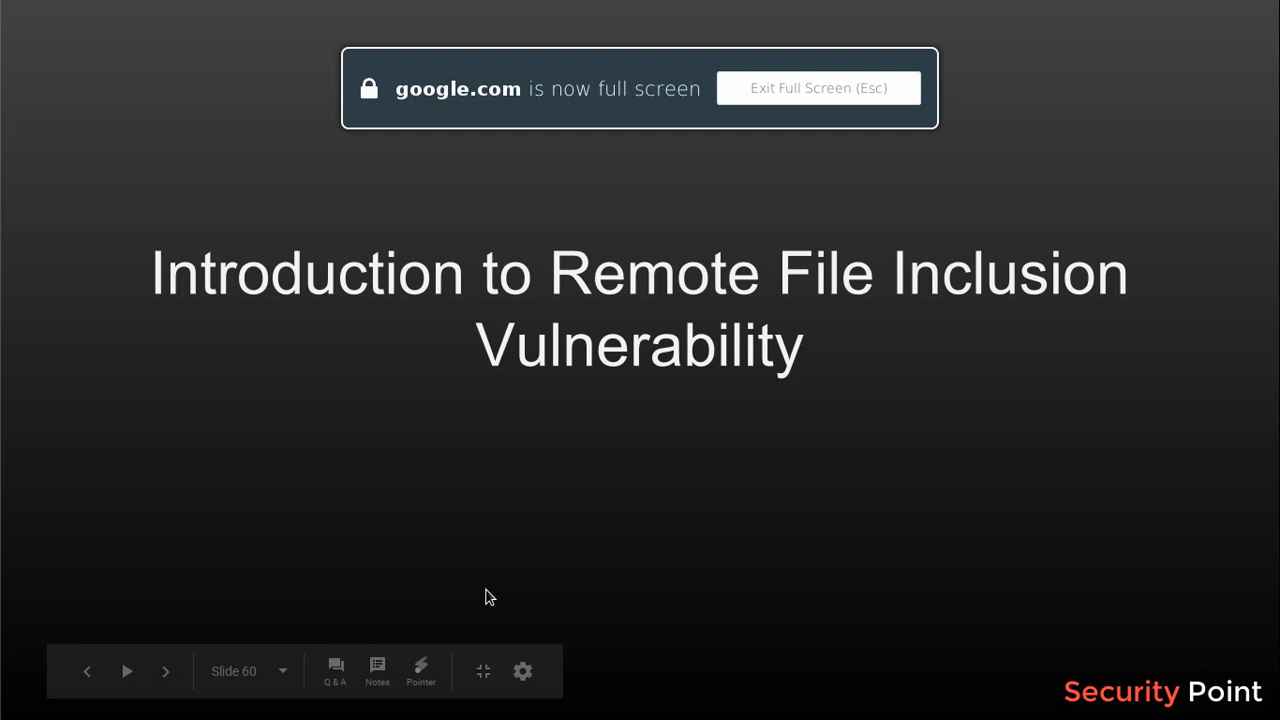 google.com is now full screen Exit Full Screen (Esc)
Introduction to Remote File Inclusion
Vulnerability
Slide 60 Q & A Notes Pointer
Security Point